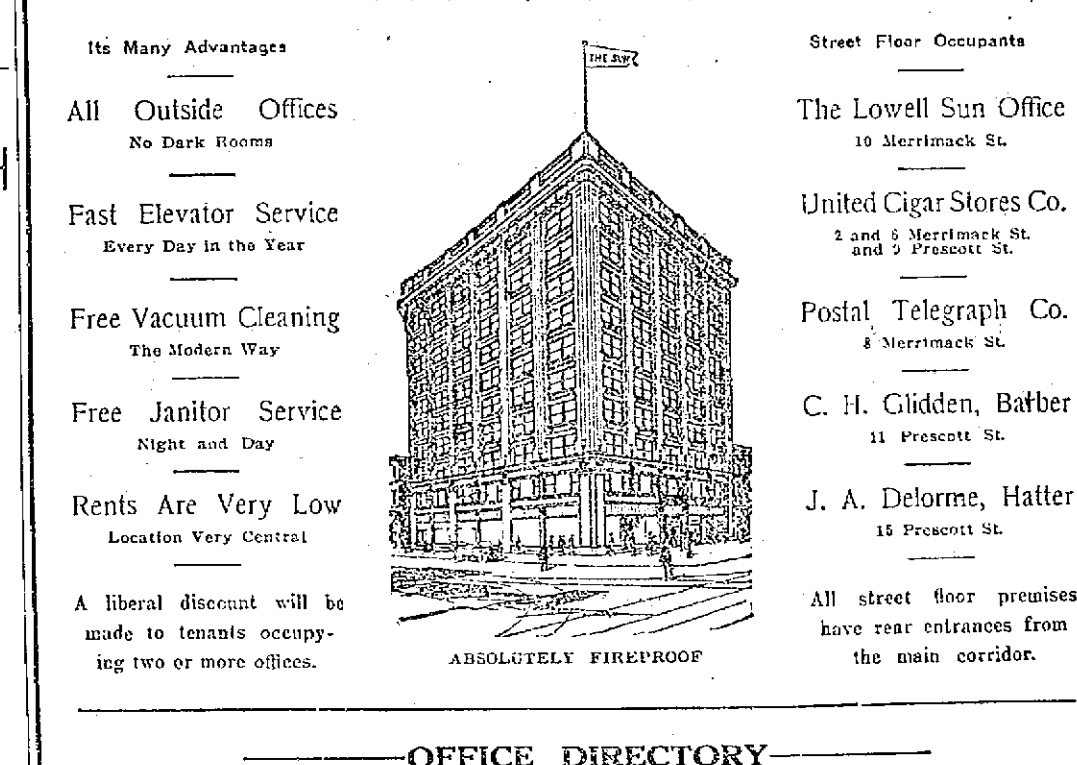 Its Many Advantages
All Outside Offices
No Dark Rooms
Fast Elevator Service
Every Day in the Year
Free Vacuum Cleaning
The Modern Way
Free Janitor Service
Night and Day
Rents Are Very Low
Location Very Central
A liberal discount will be
made to tenants occupy-
ing two or more offices.
THE SUN
ABSOLUTELY FIREPROOF
Street Floor Occupants
The Lowell Sun Office
10 Merrimack St.
United Cigar Stores Co.
2 and 6 Merrimack St.
and 9 Prescott St.
Postal Telegraph Co.
8 Merrimack St.
C. H. Glidden, Barber
11 Prescott St.
J. A. Delorme, Hatter
15 Prescott St.
All street floor premises
have rear entrances from
the main corridor.
OFFICE DIRECTORY